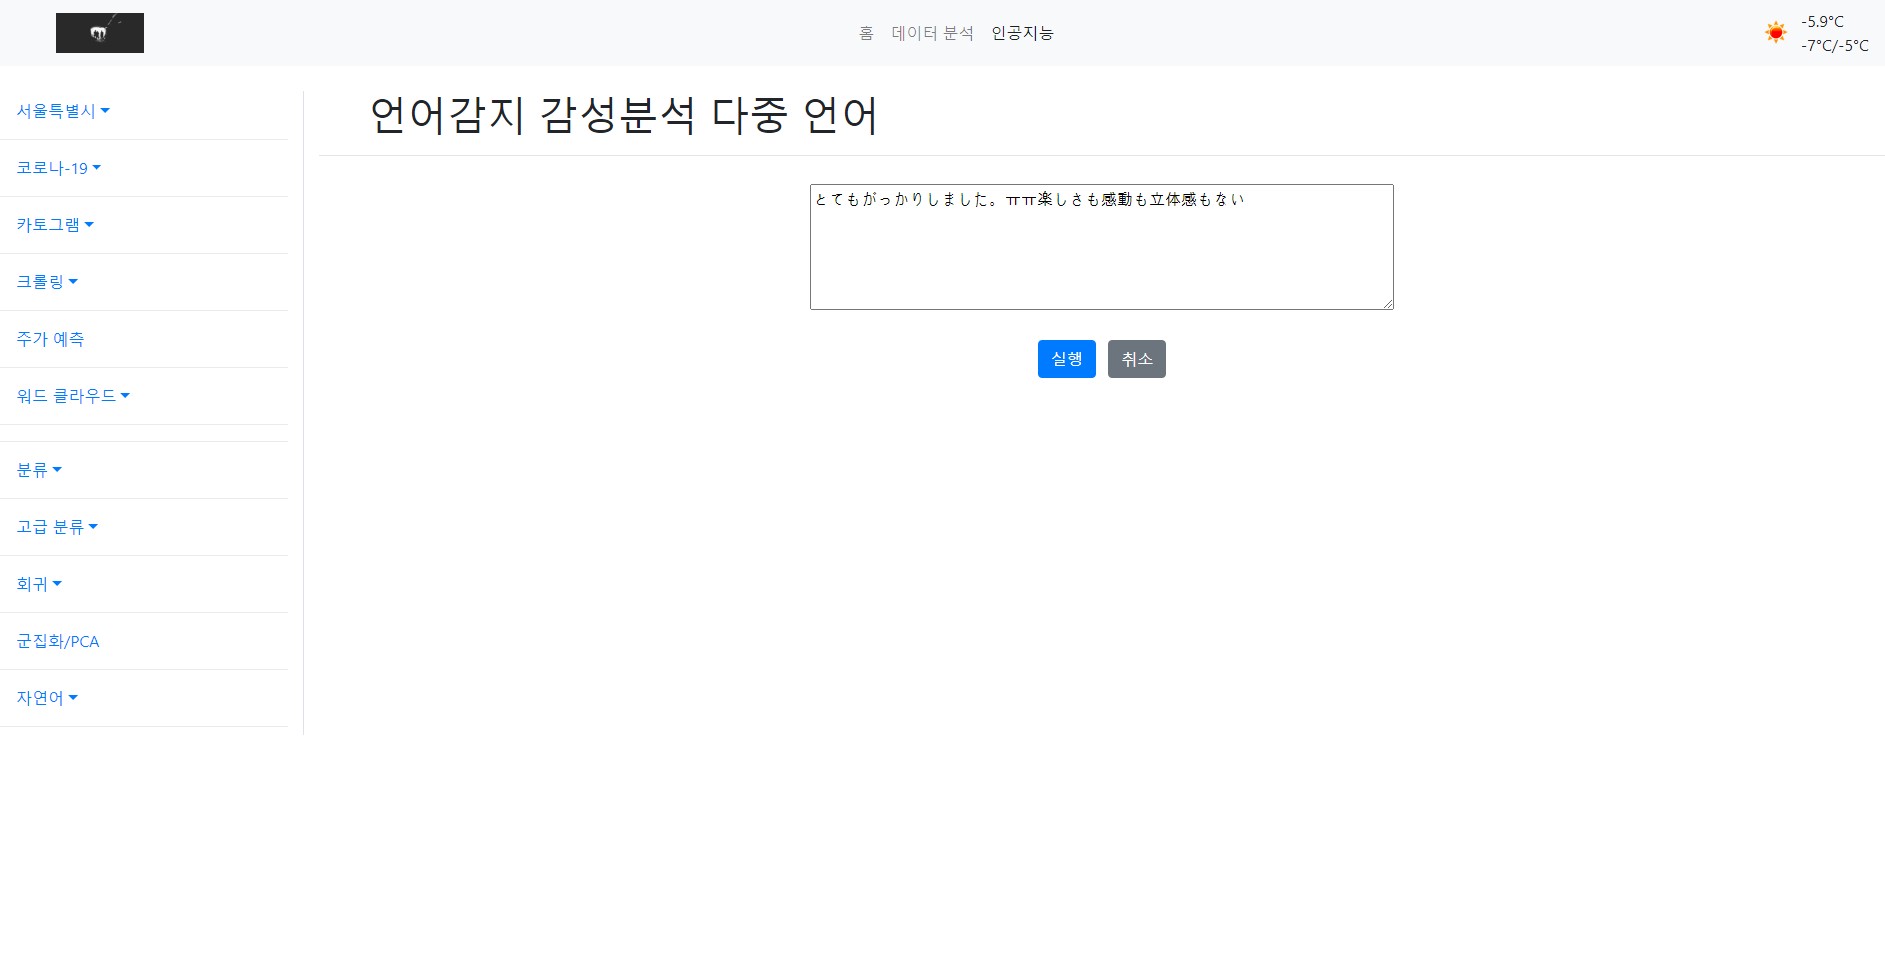 홈 데이터 분석 인공지능
-5.9°C
-7°C/-5°C
서울특별시
코로나-19
카토그램
크롤링
주가 예측
워드 클라우드
분류
고급 분류
회귀
군집화/PCA
자연어
언어감지 감성분석 다중 언어
とてもがっかりしました。ㅠㅠ楽しさも感動も立体感もない
실행 취소